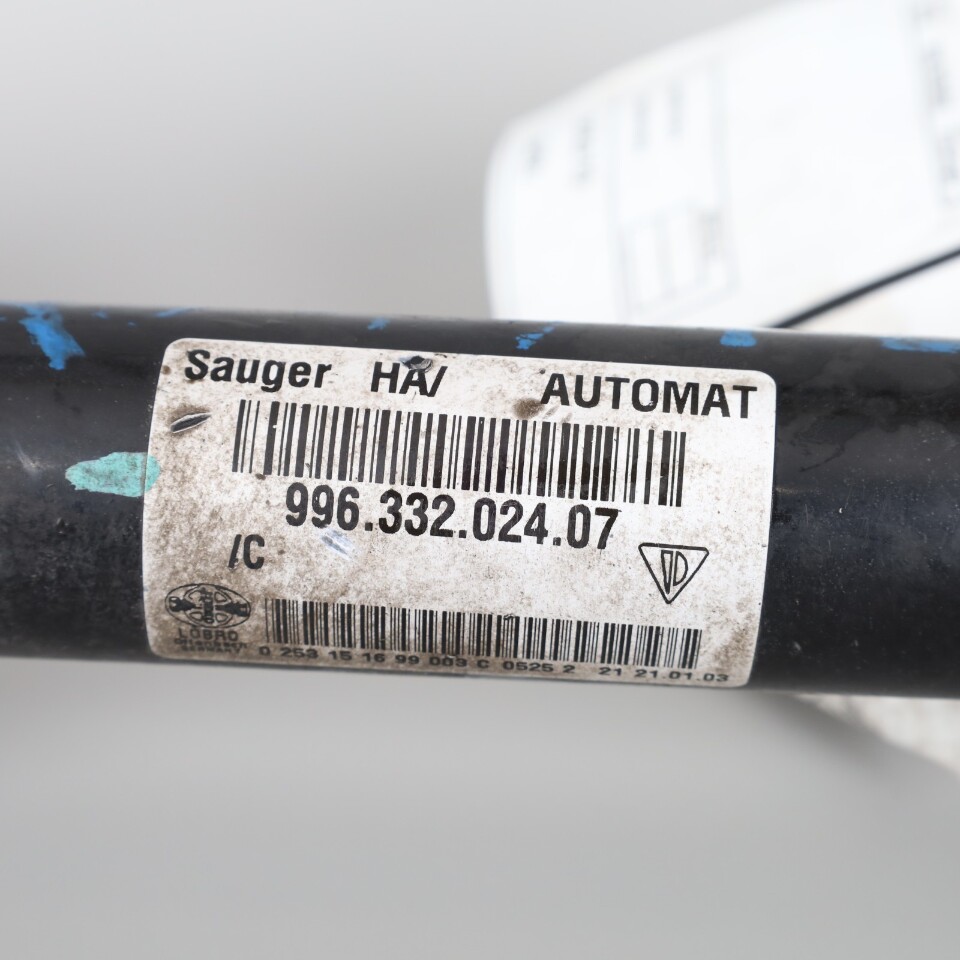 Sauger HA/ AUTOMAT
996.332.024.07
/C
LÖBRO
0 253 15 16 99 003 C 0525 2 21 21.01.03